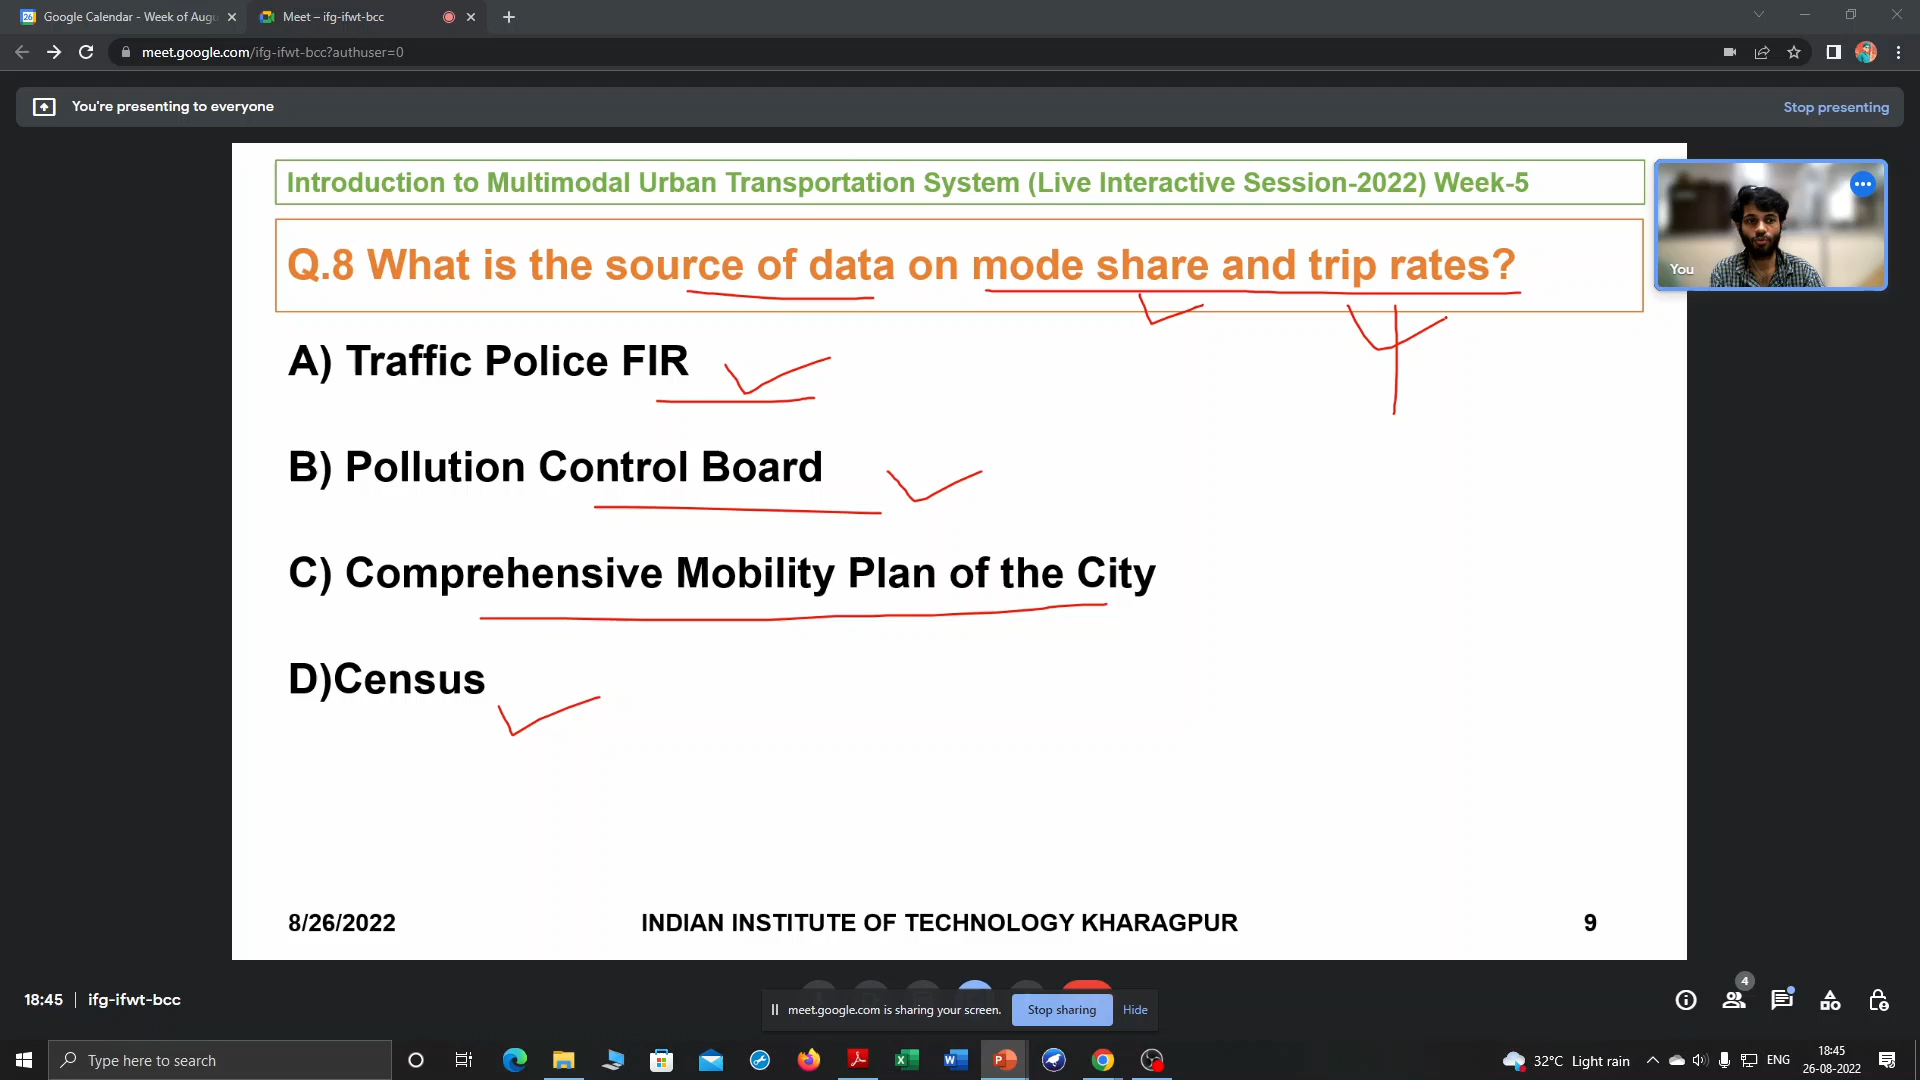 Google Calendar - Week of Augu
Meet – ifg-ifwt-bcc
meet.google.com/ifg-ifwt-bcc?authuser=0
You're presenting to everyone
Stop presenting
Introduction to Multimodal Urban Transportation System (Live Interactive Session-2022) Week-5
Q.8 What is the source of data on mode share and trip rates?
You
A) Traffic Police FIR
B) Pollution Control Board
C) Comprehensive Mobility Plan of the City
D)Census
8/26/2022
INDIAN INSTITUTE OF TECHNOLOGY KHARAGPUR
9
18:45 | ifg-ifwt-bcc
4
meet.google.com is sharing your screen.
Stop sharing
Hide
Type here to search
32°C Light rain
ENG
18:45
26-08-2022